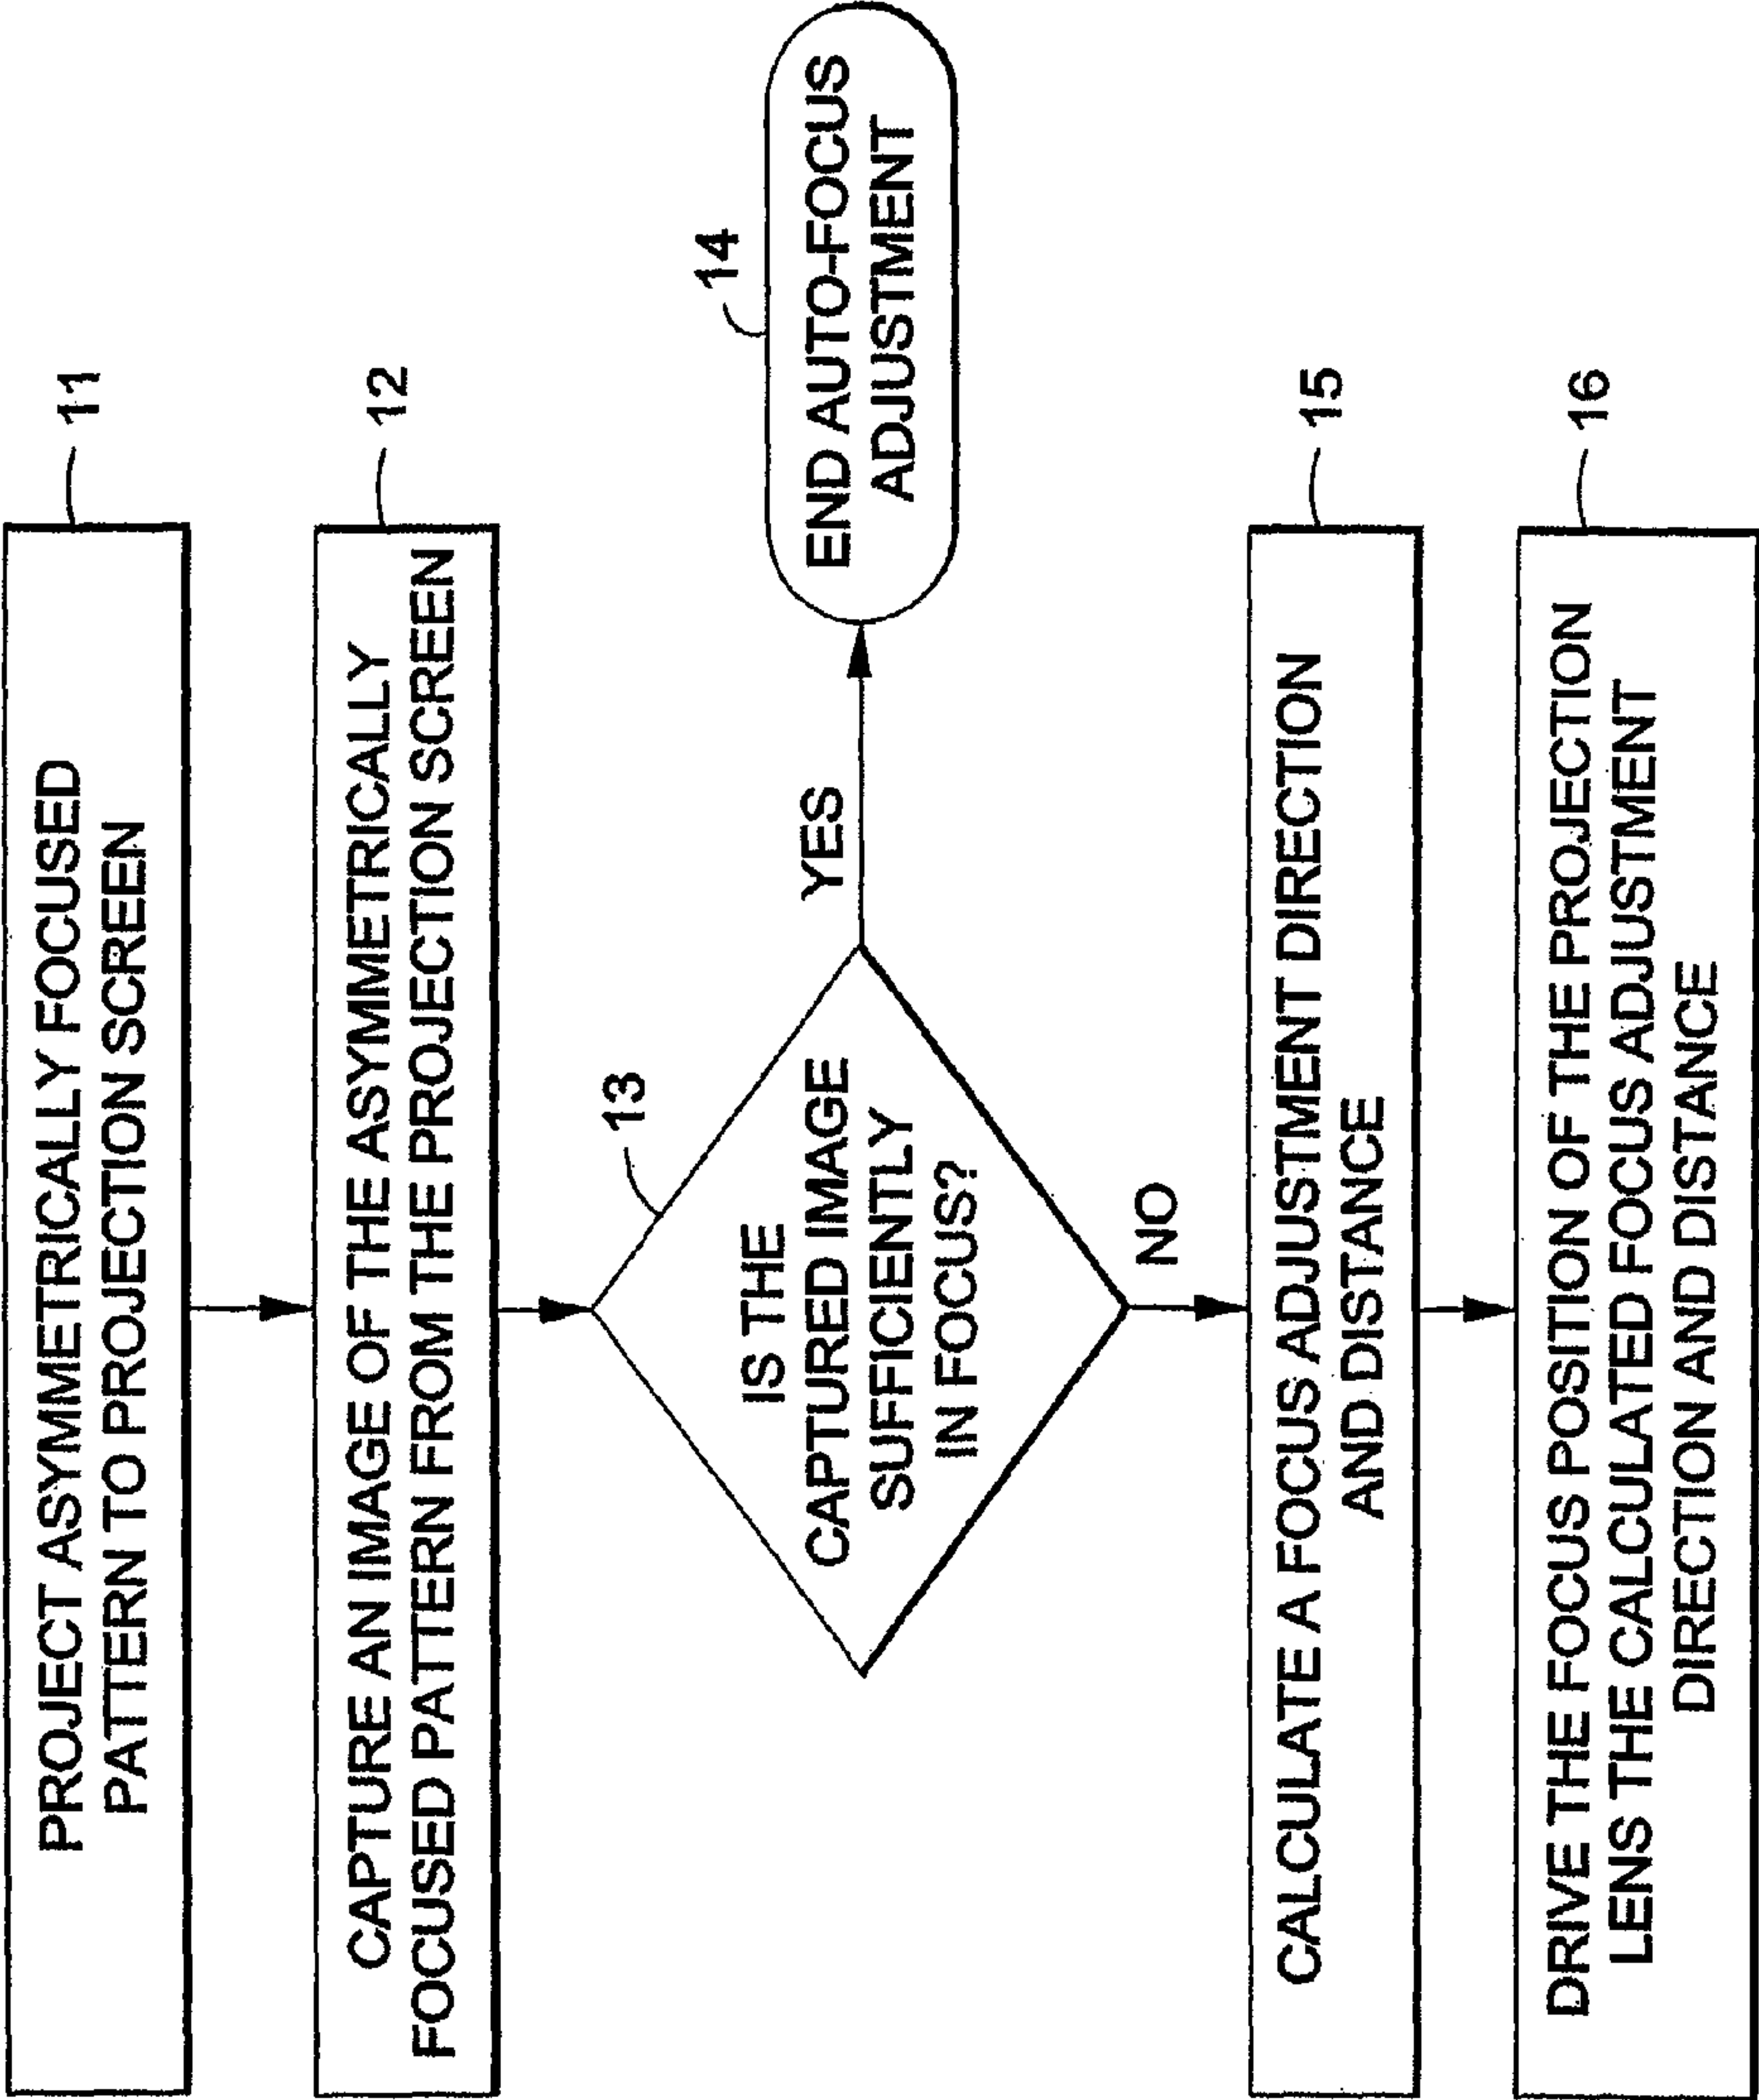 PROJECT ASYMMETRICALLY FOCUSED
PATTERN TO PROJECTION SCREEN
11
CAPTURE AN IMAGE OF THE ASYMMETRICALLY
FOCUSED PATTERN FROM THE PROJECTION SCREEN
12
IS THE
CAPTURED IMAGE
SUFFICIENTLY
IN FOCUS?
13
YES
END AUTO-FOCUS
ADJUSTMENT
14
NO
CALCULATE A FOCUS ADJUSTMENT DIRECTION
AND DISTANCE
15
DRIVE THE FOCUS POSITION OF THE PROJECTION
LENS THE CALCULATED FOCUS ADJUSTMENT
DIRECTION AND DISTANCE
16